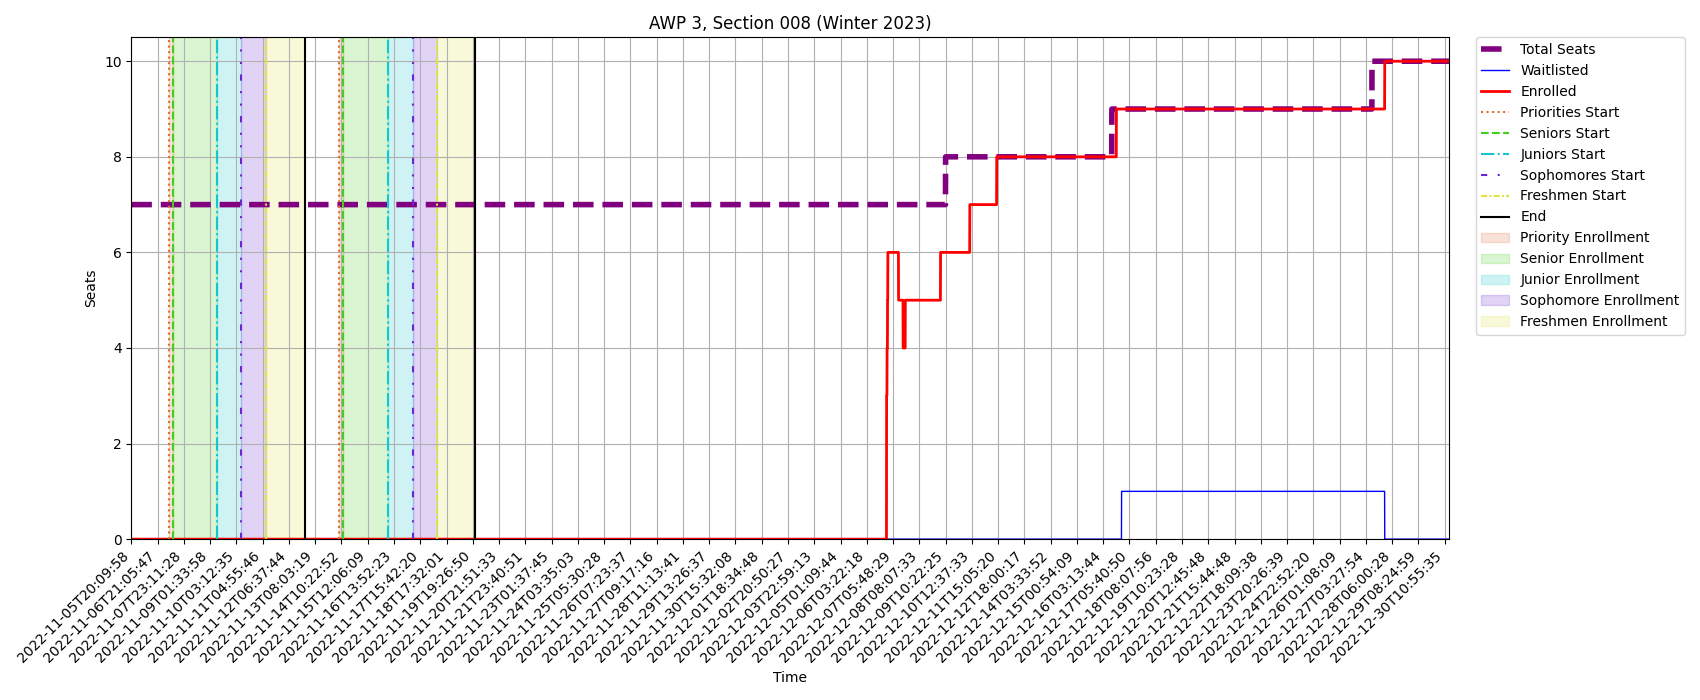 AWP 3, Section 008 (Winter 2023)
10
8
6
4
2
0
Seats
2022-11-05T20:09:58
2022-11-06T21:05:47
2022-11-07T23:11:28
2022-11-09T01:33:58
2022-11-10T03:12:35
2022-11-11T04:55:46
2022-11-12T06:37:44
2022-11-13T08:03:19
2022-11-14T10:22:52
2022-11-15T12:06:09
2022-11-16T13:52:23
2022-11-17T15:42:20
2022-11-18T17:32:01
2022-11-19T19:26:50
2022-11-20T21:51:33
2022-11-21T23:40:51
2022-11-23T01:37:45
2022-11-24T03:35:03
2022-11-25T05:30:28
2022-11-26T07:23:37
2022-11-27T09:17:16
2022-11-28T11:13:41
2022-11-29T13:26:37
2022-11-30T15:32:08
2022-12-01T18:34:48
2022-12-02T20:50:27
2022-12-03T22:59:13
2022-12-05T01:09:44
2022-12-06T03:22:18
2022-12-07T05:48:29
2022-12-08T08:07:33
2022-12-09T10:22:25
2022-12-10T12:37:33
2022-12-11T15:05:20
2022-12-12T18:00:17
2022-12-14T03:33:52
2022-12-15T00:54:09
2022-12-16T03:13:44
2022-12-17T05:40:50
2022-12-18T08:07:56
2022-12-19T10:23:28
2022-12-20T12:45:48
2022-12-21T15:44:48
2022-12-22T18:09:38
2022-12-23T20:26:39
2022-12-24T22:52:20
2022-12-26T01:08:09
2022-12-27T03:27:54
2022-12-28T06:00:28
2022-12-29T08:24:59
2022-12-30T10:55:35
Time
Total Seats
Waitlisted
Enrolled
Priorities Start
Seniors Start
Juniors Start
Sophomores Start
Freshmen Start
End
Priority Enrollment
Senior Enrollment
Junior Enrollment
Sophomore Enrollment
Freshmen Enrollment